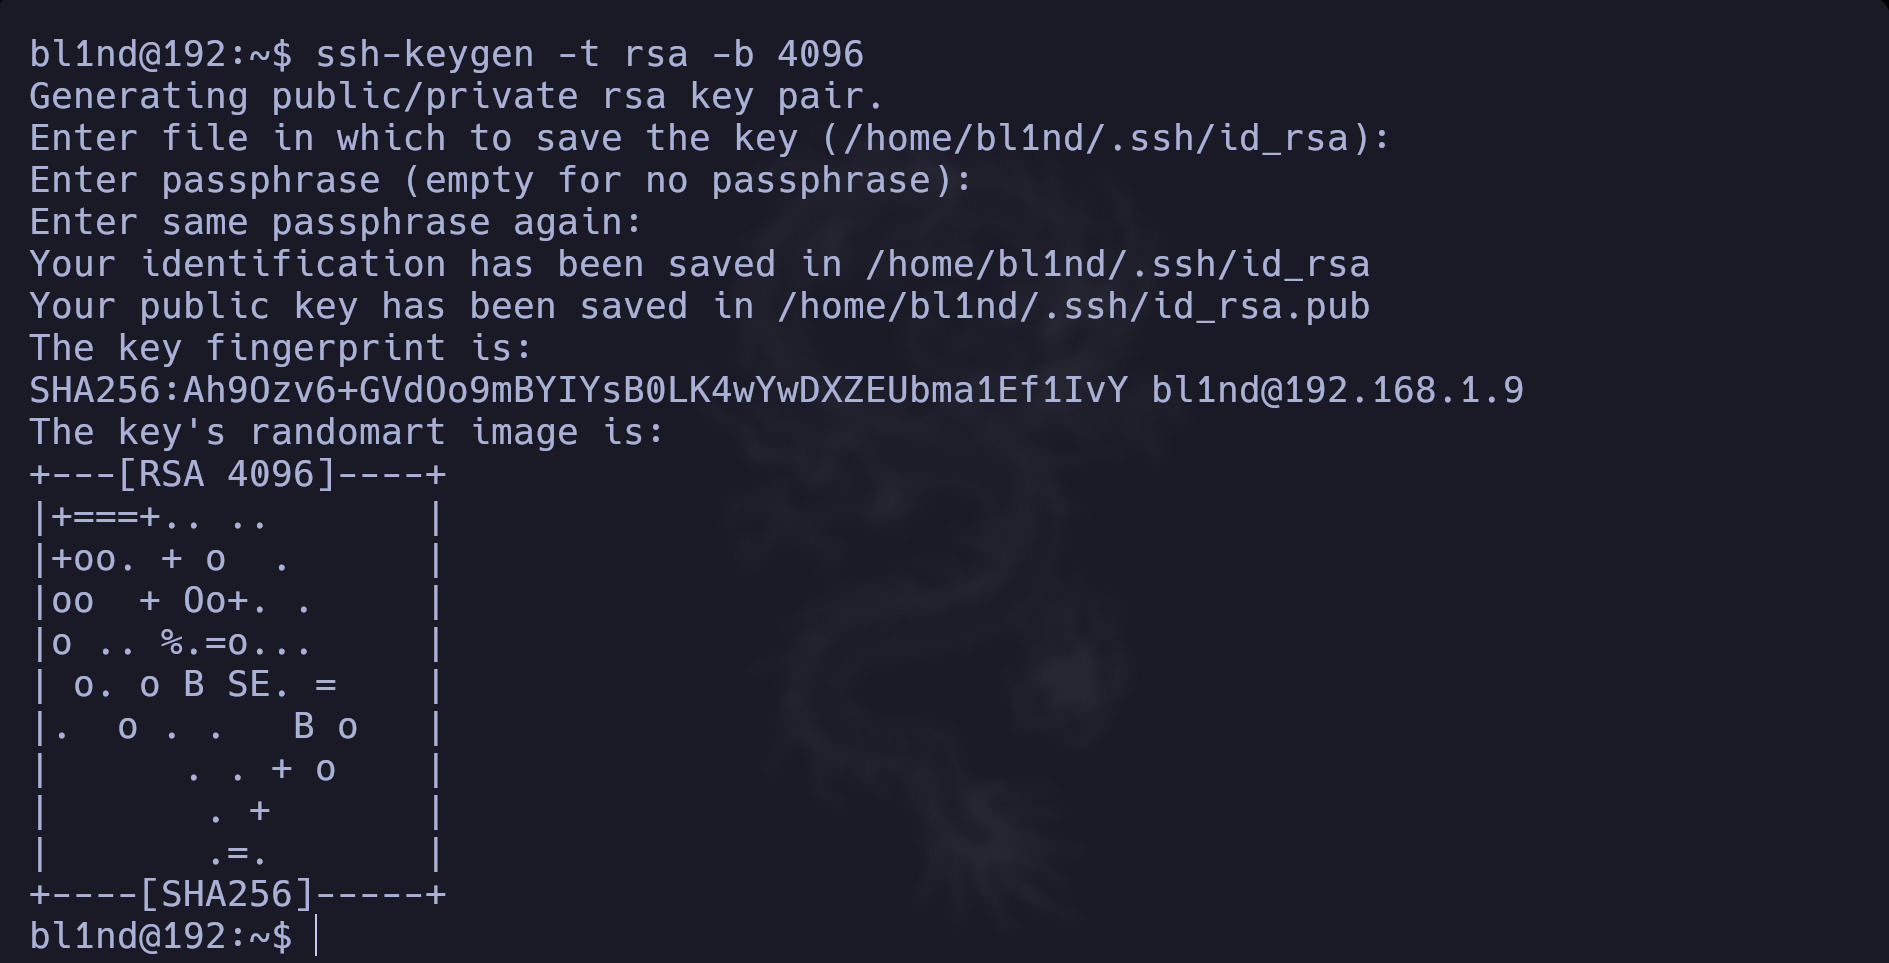 bl1nd@192:~$ ssh-keygen -t rsa -b 4096
Generating public/private rsa key pair.
Enter file in which to save the key (/home/bl1nd/.ssh/id_rsa):
Enter passphrase (empty for no passphrase):
Enter same passphrase again:
Your identification has been saved in /home/bl1nd/.ssh/id_rsa
Your public key has been saved in /home/bl1nd/.ssh/id_rsa.pub
The key fingerprint is:
SHA256:Ah9Ozv6+GVdOo9mBYIYsB0LK4wYwDXZEUbma1Ef1IvY bl1nd@192.168.1.9
The key's randomart image is:
+---[RSA 4096]----+
|+===+.. ..       |
|+oo. + o  .      |
|oo  + Oo+. .     |
|o .. %.=o...     |
| o. o B SE. =    |
|.  o . .   B o   |
|      . . + o    |
|       . +       |
|       .=.       |
+----[SHA256]-----+
bl1nd@192:~$